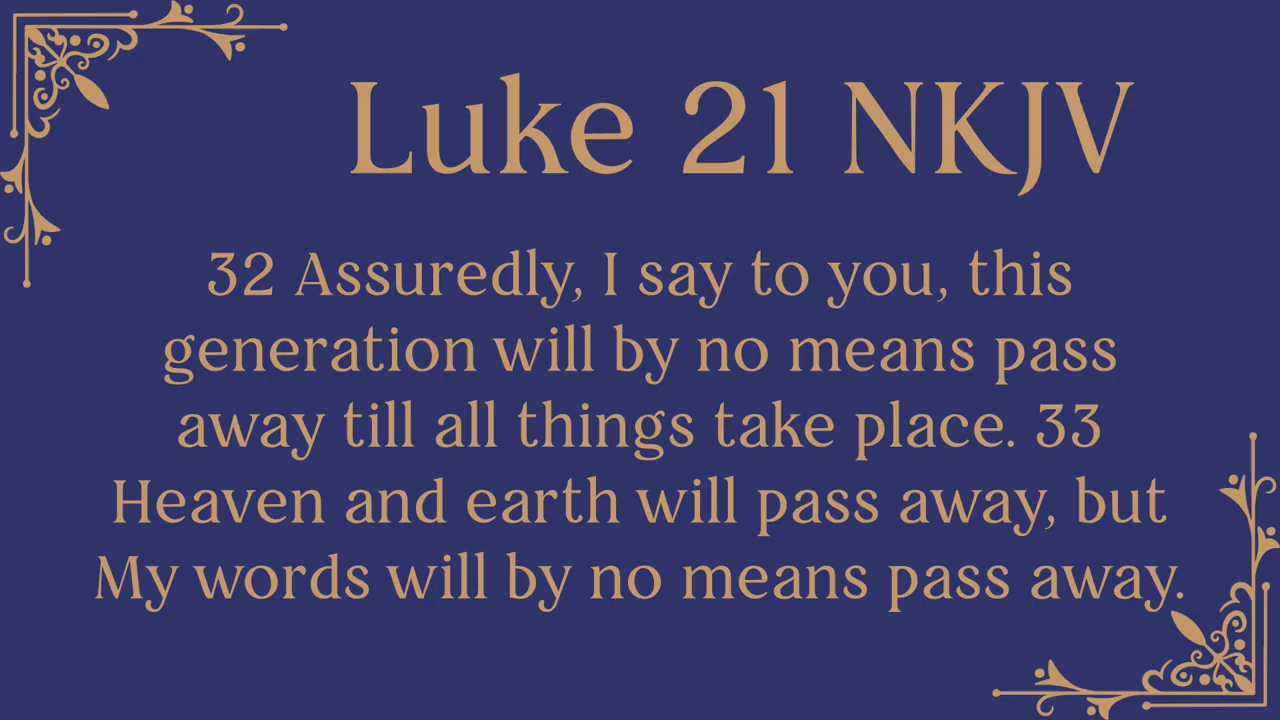 Luke 21 NKJV
32 Assuredly, I say to you, this
generation will by no means pass
away till all things take place. 33
Heaven and earth will pass away, but
My words will by no means pass away.